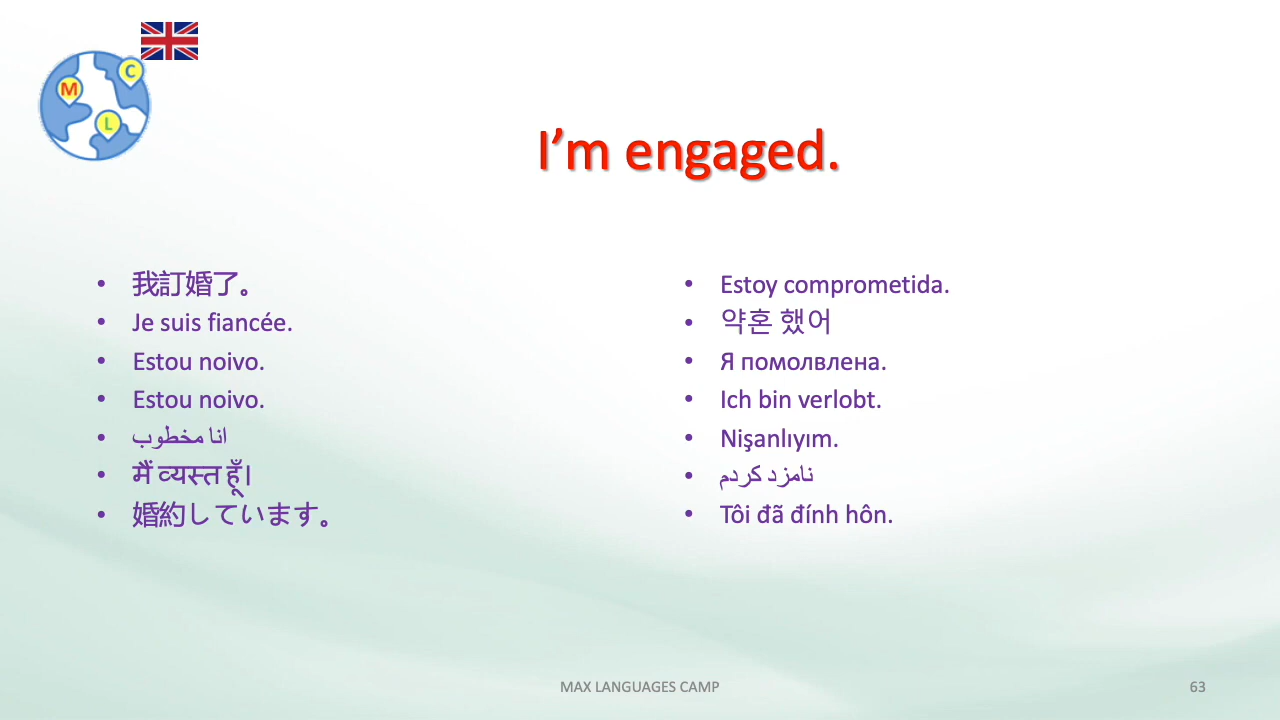 C
M
L
I’m engaged.
• 我訂婚了。
• Je suis fiancée.
• Estou noivo.
• Estou noivo.
• انا مخطوب
• मैं व्यस्त हूँ।
• 婚約しています。
• Estoy comprometida.
• 약혼 했어
• Я помолвлена.
• Ich bin verlobt.
• Nişanlıyım.
• نامزد کردم
• Tôi đã đính hôn.
MAX LANGUAGES CAMP
63